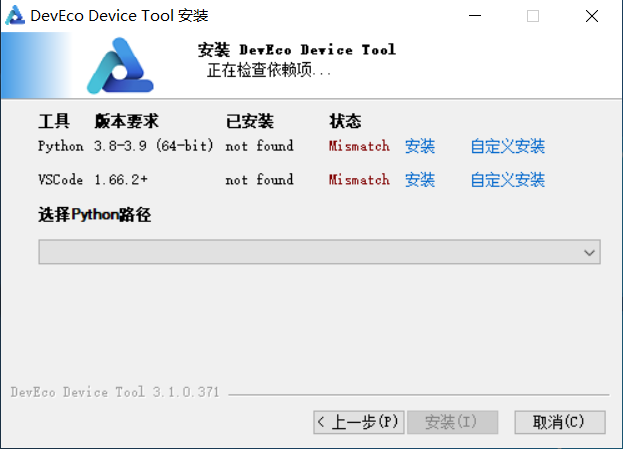 DevEco Device Tool 安装
安装 DevEco Device Tool
正在检查依赖项...
工具 版本要求 已安装 状态
Python 3.8-3.9 (64-bit) not found Mismatch 安装 自定义安装
VSCode 1.66.2+ not found Mismatch 安装 自定义安装
选择Python路径
DevEco Device Tool 3.1.0.371
< 上一步(P) 安装(I) 取消(C)